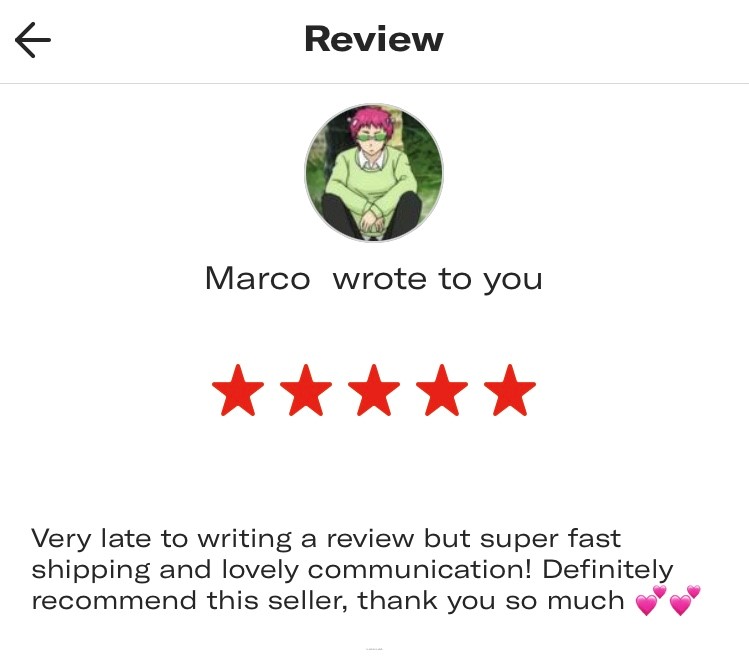 Review
Marco wrote to you
Very late to writing a review but super fast
shipping and lovely communication! Definitely
recommend this seller, thank you so much 💕💕